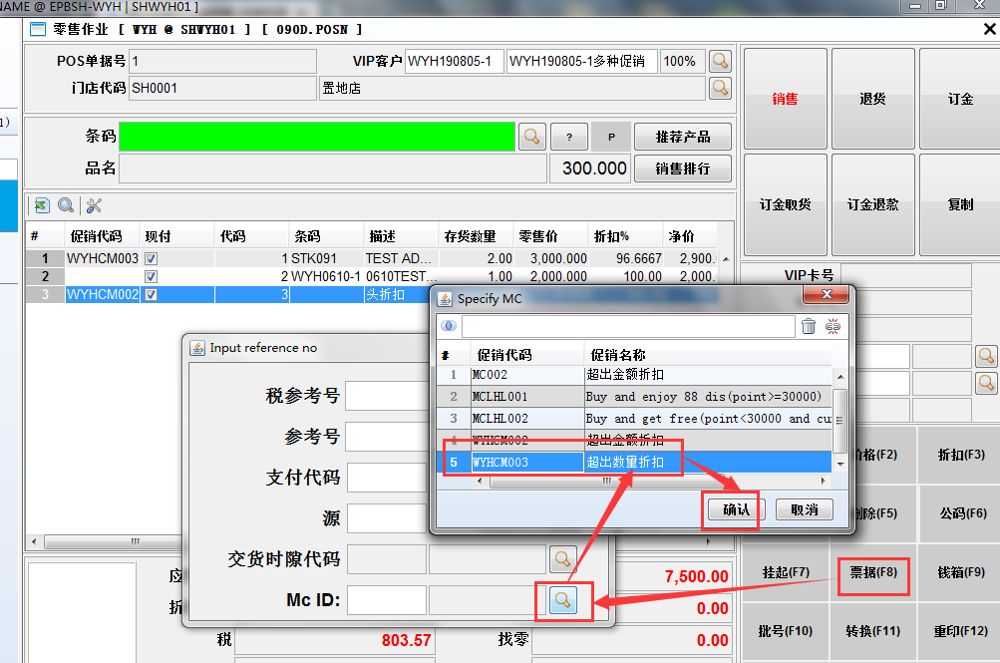 NAME @ EPBSH-WYH | SHWYH01 ]
零售作业 [ WYH @ SHWYH01 ] [ 090D.POSN ]
POS单据号 1 VIP客户 WYH190805-1 WYH190805-1多种促销 100%
门店代码 SH0001 置地店
销售 退货 订金
1)
条码 ? P 推荐产品
品名 300.000 销售排行
订金取货 订金退款 复制
# 促销代码 现付 代码 条码 描述 存货数量 零售价 折扣% 净价
1 WYHCM003 1 STK091 TEST AD... 2.00 3,000.000 96.6667 2,900.
2 2 WYH0610-1 0610TEST... 1.00 2,000.000 100.00 2,000.
3 WYHCM002 3 头折扣
VIP卡号
Specify MC
# 促销代码 促销名称
1 MC002 超出金额折扣
2 MCLHL001 Buy and enjoy 88 dis(point>=30000)
3 MCLHL002 Buy and get free(point<30000 and cu
4 WYHCM002 超出金额折扣
5 WYHCM003 超出数量折扣
确认 取消
Input reference no
税参考号
参考号
支付代码
源
交货时隙代码
Mc ID:
价格(F2) 折扣(F3)
删除(F5) 公码(F6)
挂起(F7) 票据(F8) 钱箱(F9)
批号(F10) 转换(F11) 重印(F12)
应 7,500.00
折 0.00
税 803.57 找零 0.00